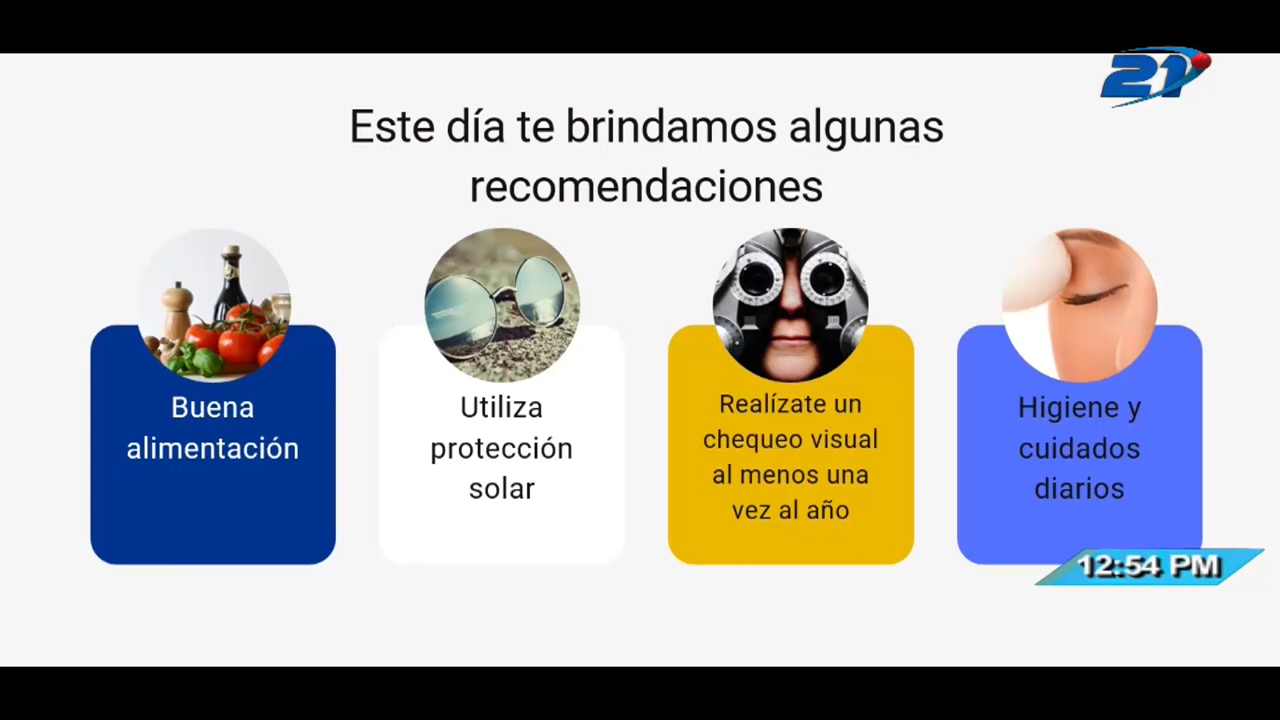 21
Este día te brindamos algunas
recomendaciones
Buena
alimentación
Utiliza
protección
solar
Realízate un
chequeo visual
al menos una
vez al año
Higiene y
cuidados
diarios
12:54 PM